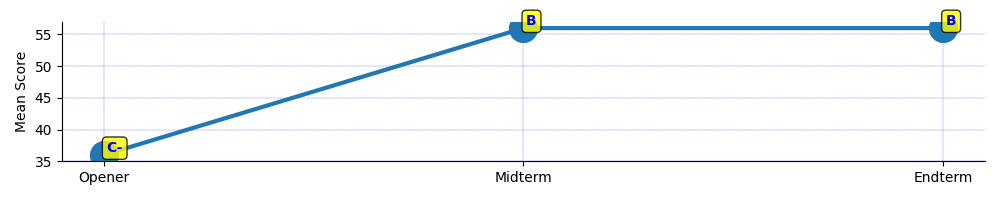 B
B
55
50
45
40
35
Mean Score
C-
Opener
Midterm
Endterm